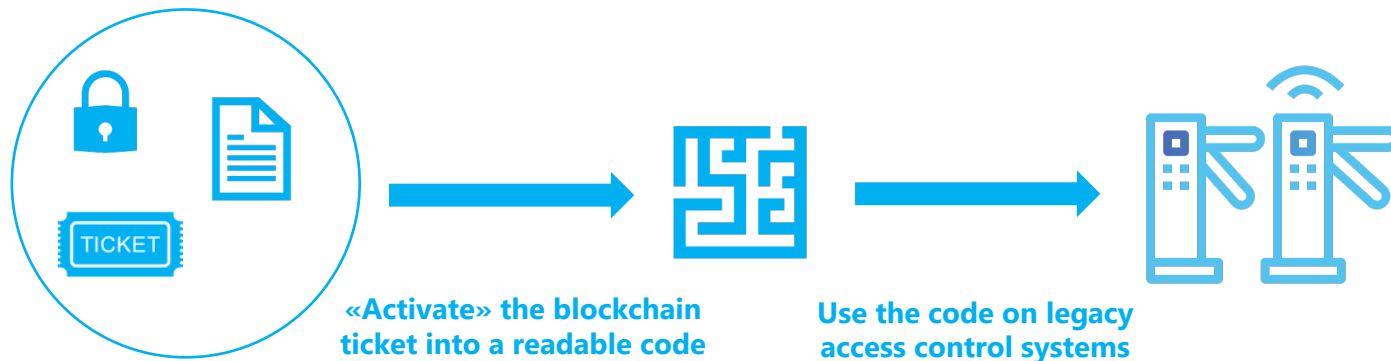 TICKET
«Activate» the blockchain
ticket into a readable code
Use the code on legacy
access control systems